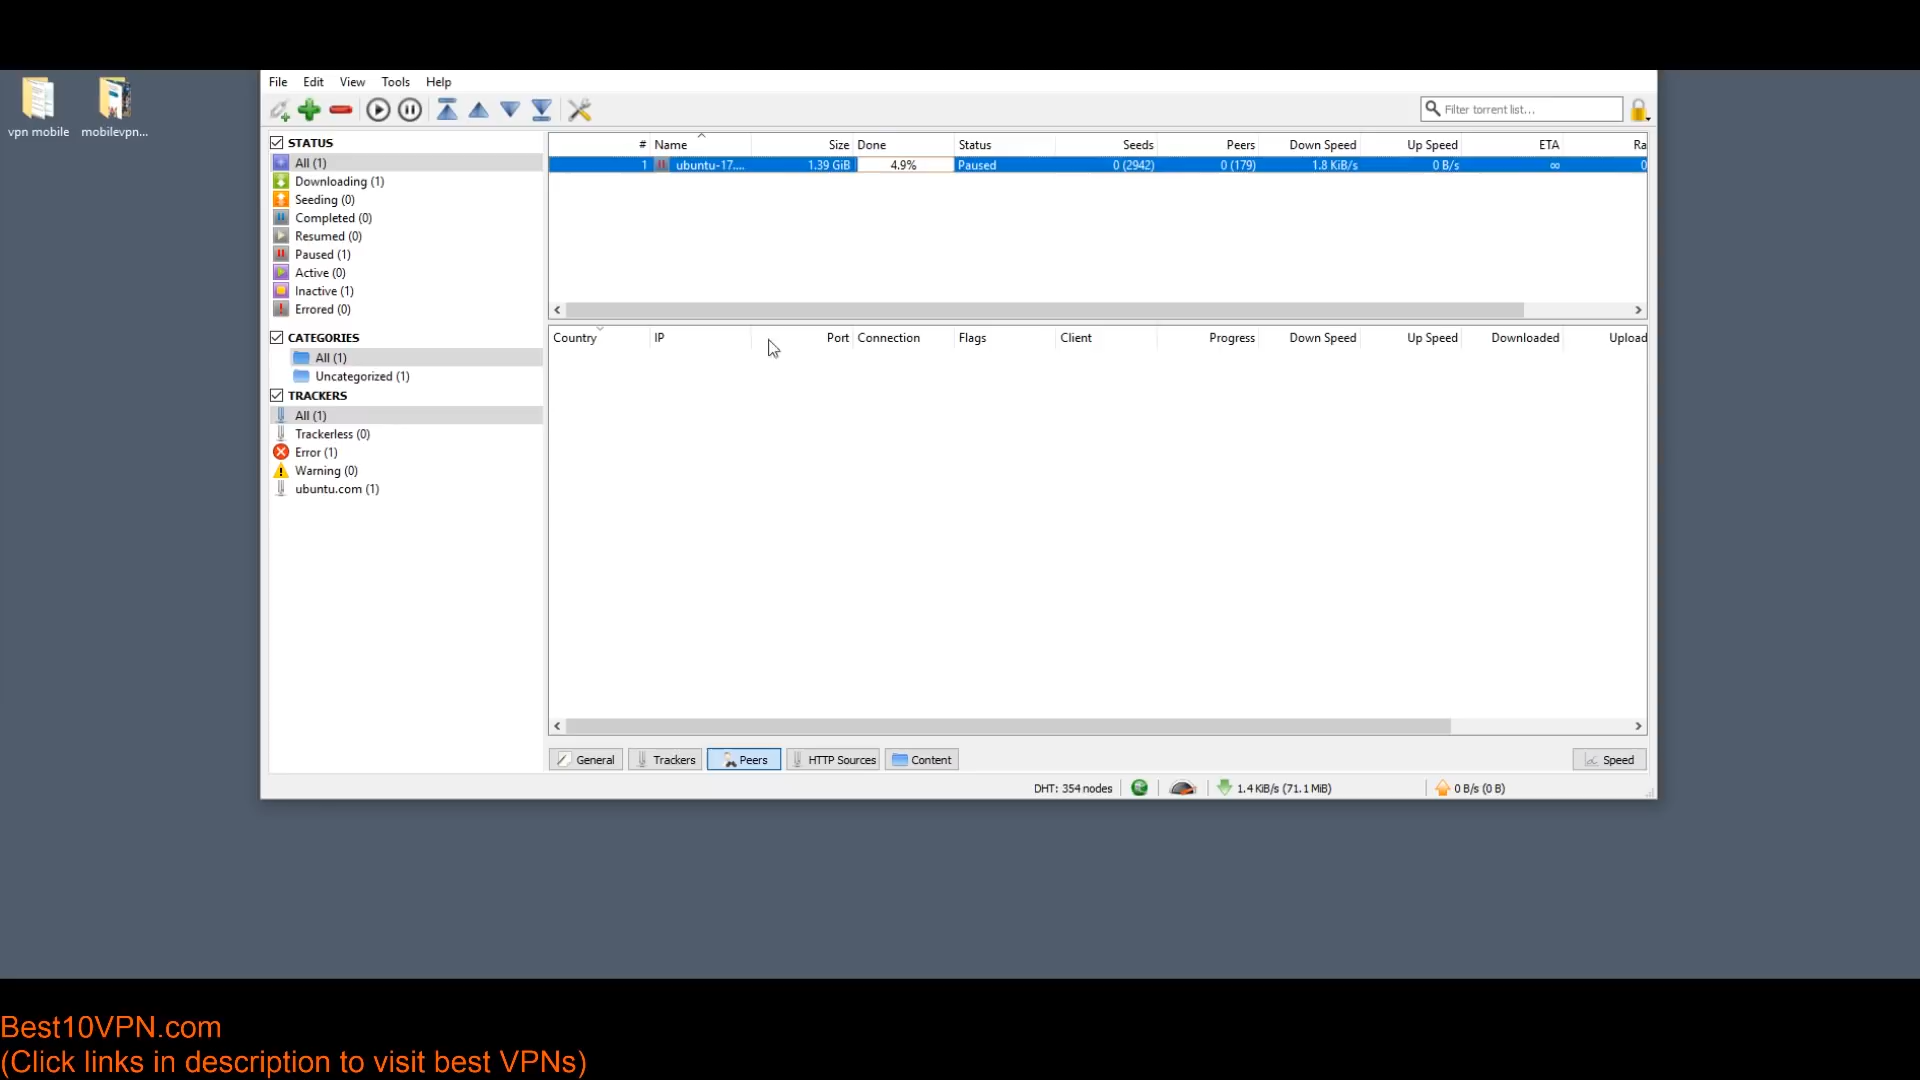 File Edit View Tools Help
vpn mobile mobilevpn...
Filter torrent list...
STATUS
All (1)
Downloading (1)
Seeding (0)
Completed (0)
Resumed (0)
Paused (1)
Active (0)
Inactive (1)
Errored (0)
CATEGORIES
All (1)
Uncategorized (1)
TRACKERS
All (1)
Trackerless (0)
Error (1)
Warning (0)
ubuntu.com (1)
# Name Size Done Status Seeds Peers Down Speed Up Speed ETA Ra
1 ubuntu-17.... 1.39 GiB 4.9% Paused 0 (2942) 0 (179) 1.8 KiB/s 0 B/s ∞ 0
Country IP Port Connection Flags Client Progress Down Speed Up Speed Downloaded Upload
General Trackers Peers HTTP Sources Content Speed
DHT: 354 nodes 1.4 KiB/s (71.1 MiB) 0 B/s (0 B)
Best10VPN.com
(Click links in description to visit best VPNs)